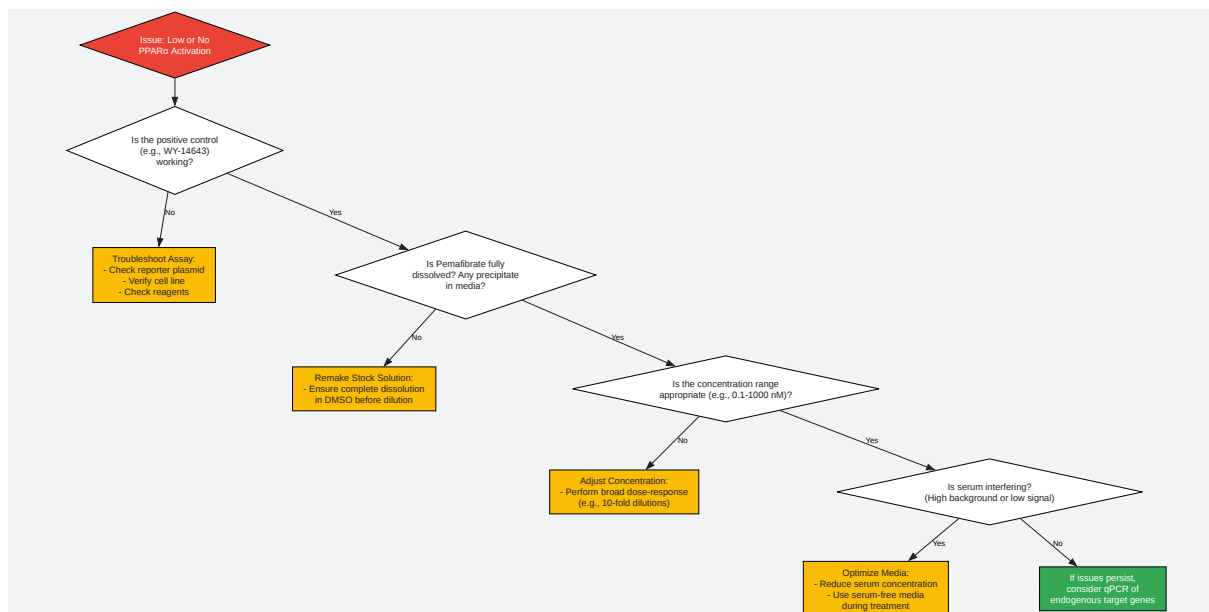 Issue: Low or No
PPARα Activation
Is the positive control
(e.g., WY-14643)
working?
No
Yes
Troubleshoot Assay:
- Check reporter plasmid
- Verify cell line
- Check reagents
Is Pemafibrate fully
dissolved? Any precipitate
in media?
No
Yes
Remake Stock Solution:
- Ensure complete dissolution
in DMSO before dilution
Is the concentration range
appropriate (e.g., 0.1-1000 nM)?
No
Yes
Adjust Concentration:
- Perform broad dose-response
(e.g., 10-fold dilutions)
Is serum interfering?
(High background or low signal)
Yes
No
Optimize Media:
- Reduce serum concentration
- Use serum-free media
during treatment
If issues persist,
consider qPCR of
endogenous target genes